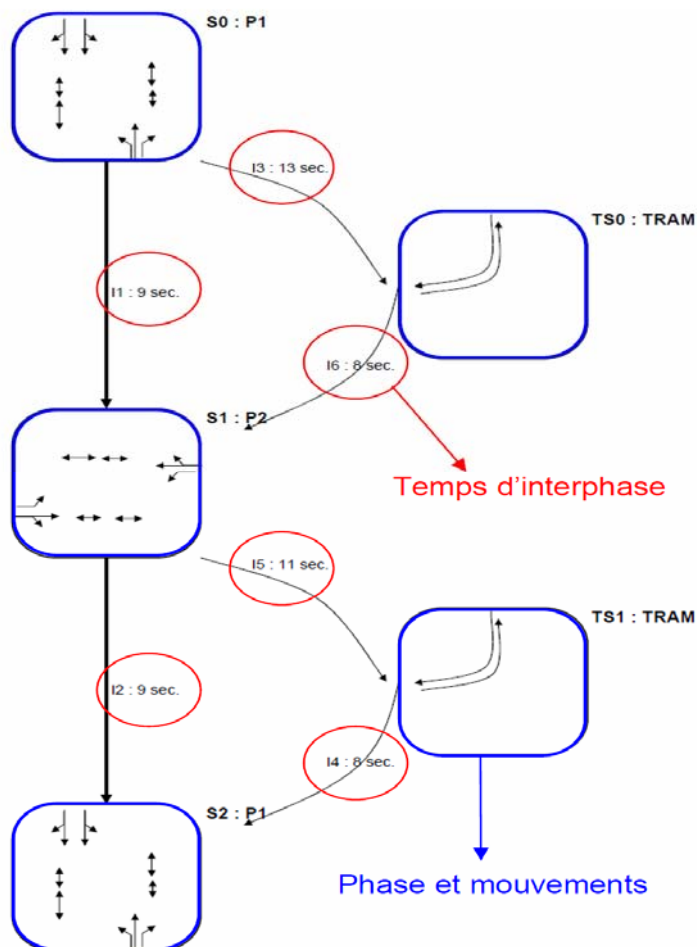 S0 : P1
I3 : 13 sec.
TS0 : TRAM
I1 : 9 sec.
I6 : 8 sec.
S1 : P2
Temps d'interphase
I5 : 11 sec.
TS1 : TRAM
I2 : 9 sec.
I4 : 8 sec.
S2 : P1
Phase et mouvements